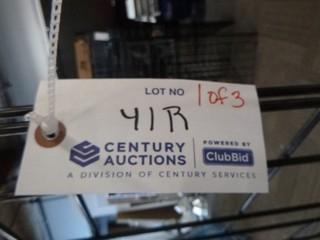 LOT NO 1 of 3
41R
CENTURY AUCTIONS
POWERED BY
ClubBid
A DIVISION OF CENTURY SERVICES